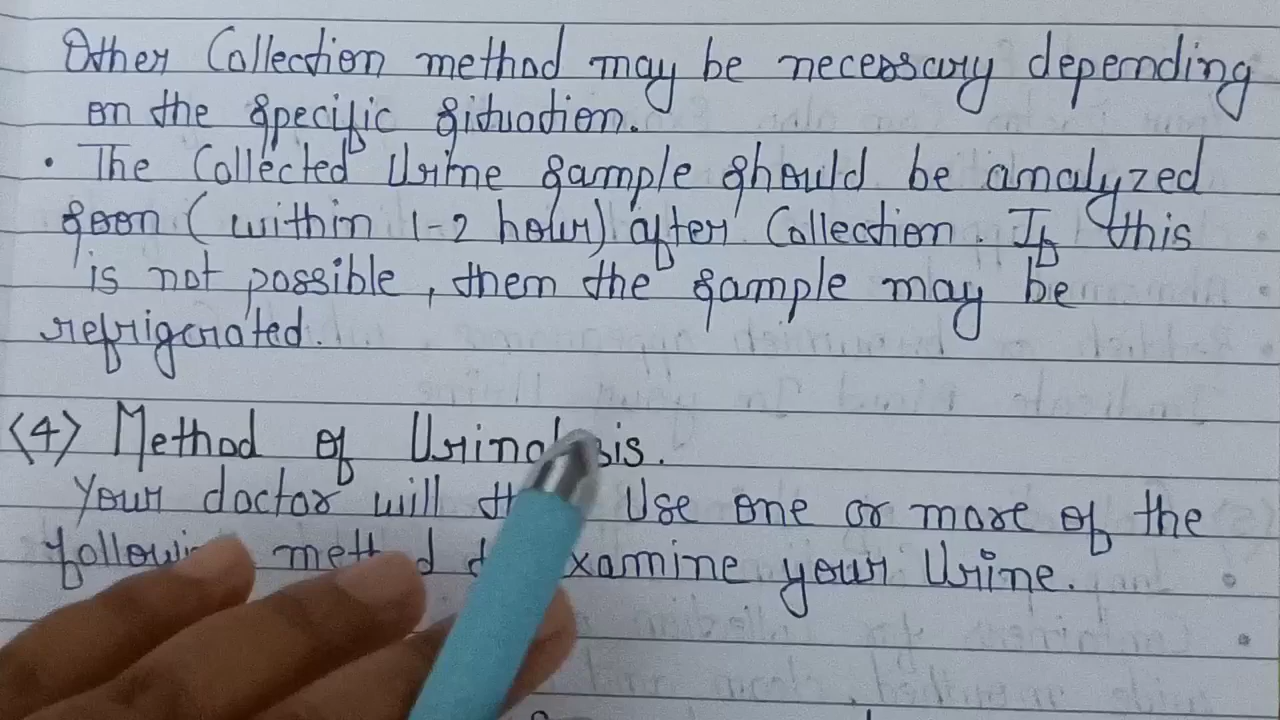 Other Collection method may be necessary depending
on the specific situation.
• The Collected Urine sample should be analyzed
soon (within 1-2 hour) after Collection. If this
is not possible, then the sample may be
refrigerated.
(4) Method of
Your doctor will Use one or more of the
examine your Urine.